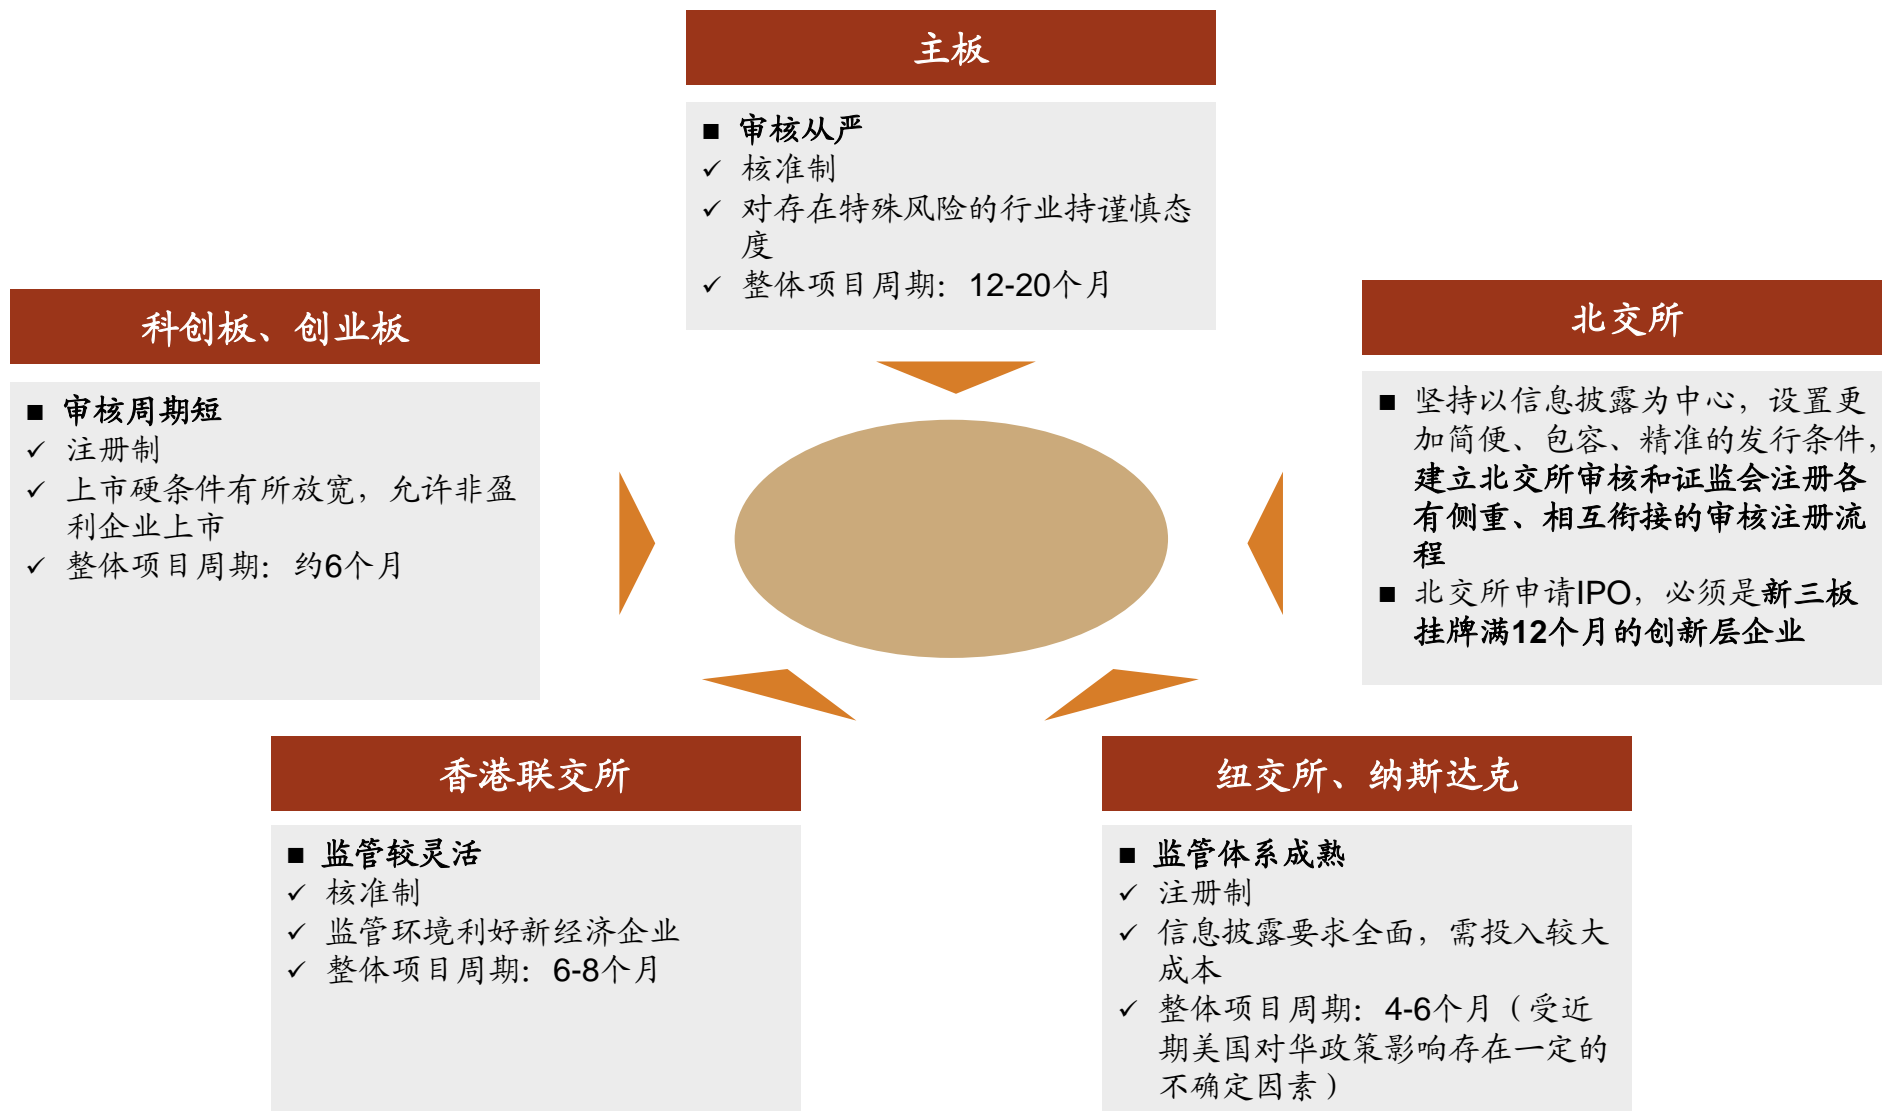 主板
■ 审核从严
✓ 核准制
✓ 对存在特殊风险的行业持谨慎态
度
✓ 整体项目周期：12-20个月
科创板、创业板
■ 审核周期短
✓ 注册制
✓ 上市硬条件有所放宽，允许非盈
利企业上市
✓ 整体项目周期：约6个月
北交所
■ 坚持以信息披露为中心，设置更
加简便、包容、精准的发行条件，
建立北交所审核和证监会注册各
有侧重、相互衔接的审核注册流
程
■ 北交所申请IPO，必须是新三板
挂牌满12个月的创新层企业
香港联交所
■ 监管较灵活
✓ 核准制
✓ 监管环境利好新经济企业
✓ 整体项目周期：6-8个月
纽交所、纳斯达克
■ 监管体系成熟
✓ 注册制
✓ 信息披露要求全面，需投入较大
成本
✓ 整体项目周期：4-6个月（受近
期美国对华政策影响存在一定的
不确定因素）